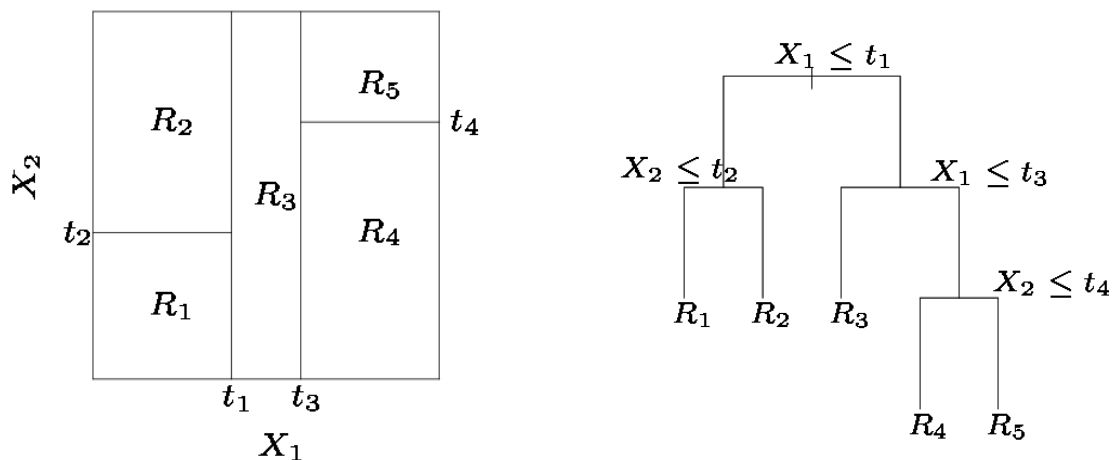 R₅
R₂
t₄
X₂
R₃
t₂
R₄
R₁
t₁ t₃
X₁
X₁ ≤ t₁
X₂ ≤ t₂
X₁ ≤ t₃
X₂ ≤ t₄
R₁ R₂ R₃
R₄ R₅